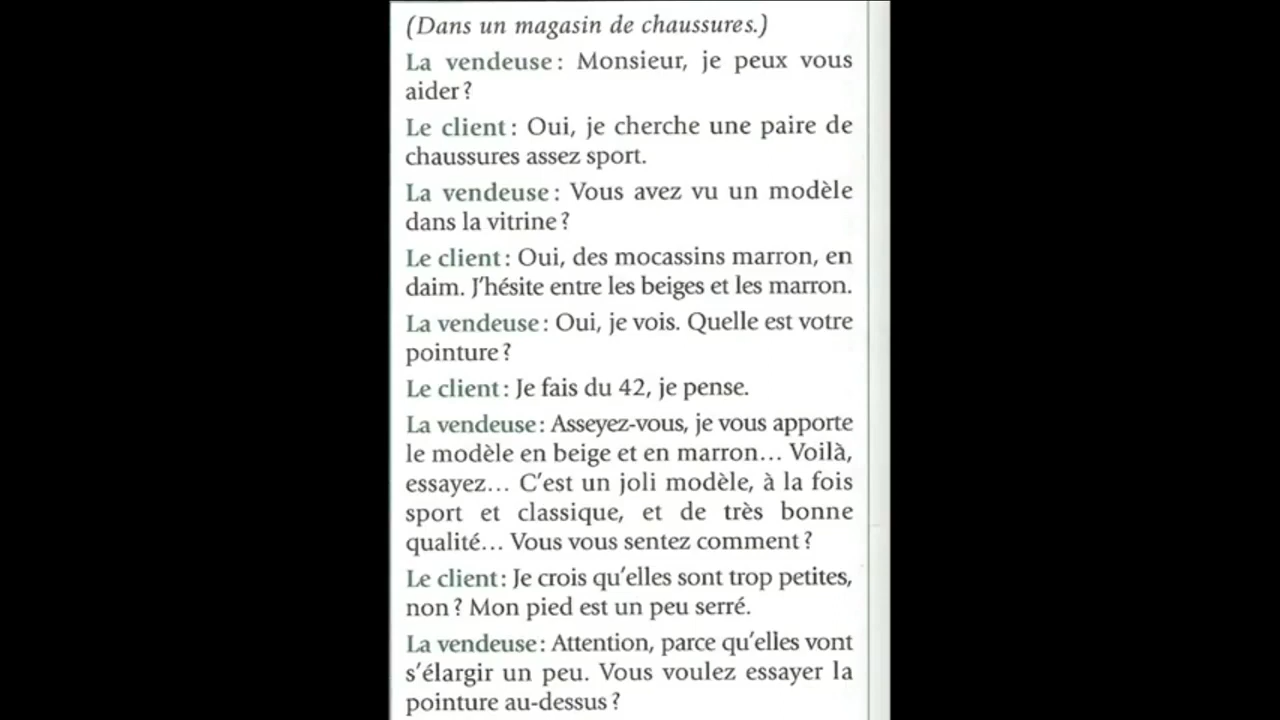 (Dans un magasin de chaussures.)
La vendeuse : Monsieur, je peux vous
aider ?
Le client : Oui, je cherche une paire de
chaussures assez sport.
La vendeuse : Vous avez vu un modèle
dans la vitrine ?
Le client : Oui, des mocassins marron, en
daim. J'hésite entre les beiges et les marron.
La vendeuse : Oui, je vois. Quelle est votre
pointure ?
Le client : Je fais du 42, je pense.
La vendeuse : Asseyez-vous, je vous apporte
le modèle en beige et en marron… Voilà,
essayez… C'est un joli modèle, à la fois
sport et classique, et de très bonne
qualité… Vous vous sentez comment ?
Le client : Je crois qu'elles sont trop petites,
non ? Mon pied est un peu serré.
La vendeuse : Attention, parce qu'elles vont
s'élargir un peu. Vous voulez essayer la
pointure au-dessus ?